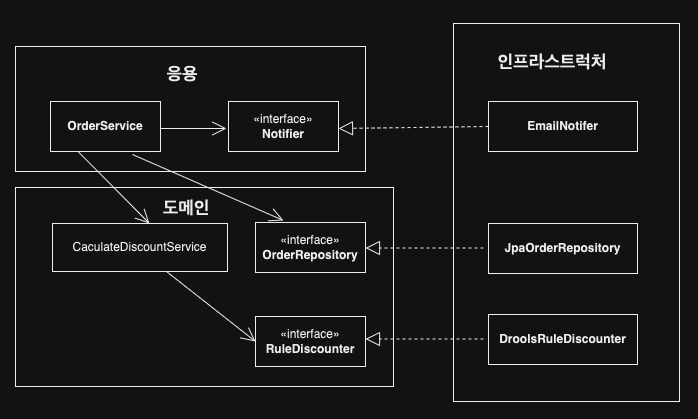 응용
OrderService
«interface»
Notifier
도메인
CaculateDiscountService
«interface»
OrderRepository
«interface»
RuleDiscounter
인프라스트럭처
EmailNotifer
JpaOrderRepository
DroolsRuleDiscounter